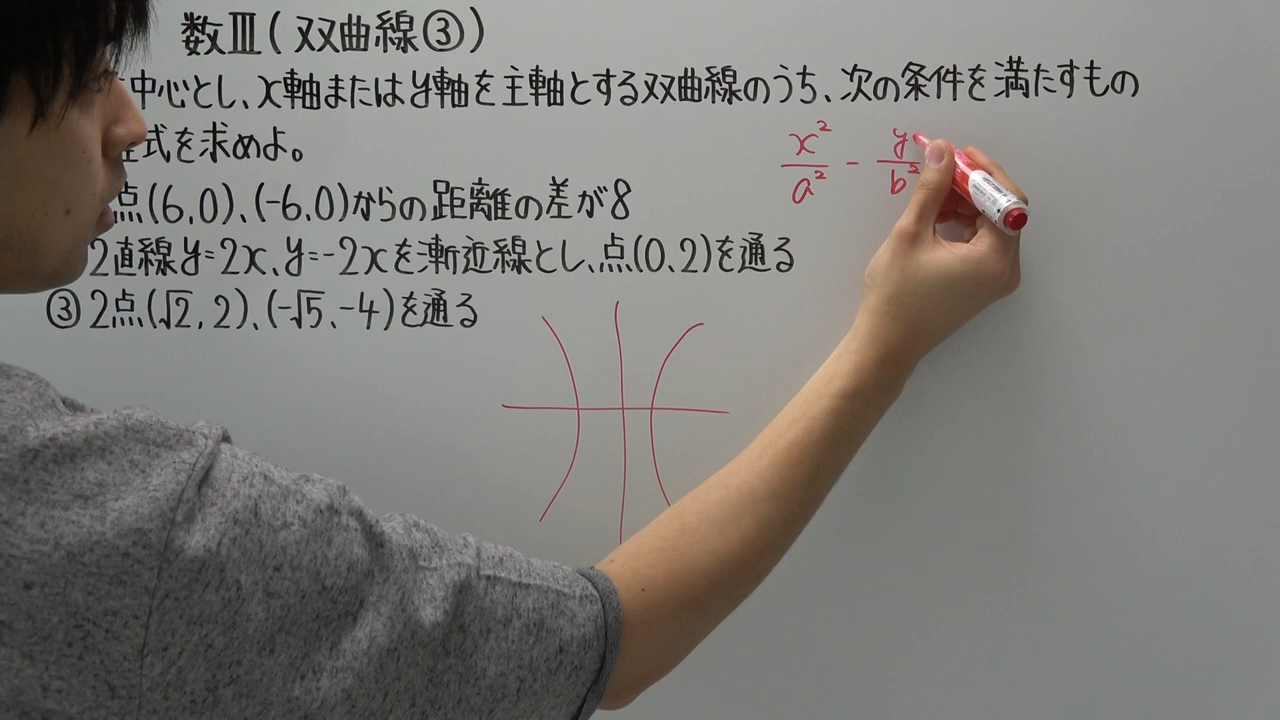 数Ⅲ(双曲線③)
中心とし、x軸またはy軸を主軸とする双曲線のうち、次の条件を満たすもの
式を求めよ。
点(6,0)、(-6,0)からの距離の差が8
2直線y=2x、y=-2xを漸近線とし、点(0,2)を通る
③2点(√2,2)、(-√5,-4)を通る
x²/a² - y/b²